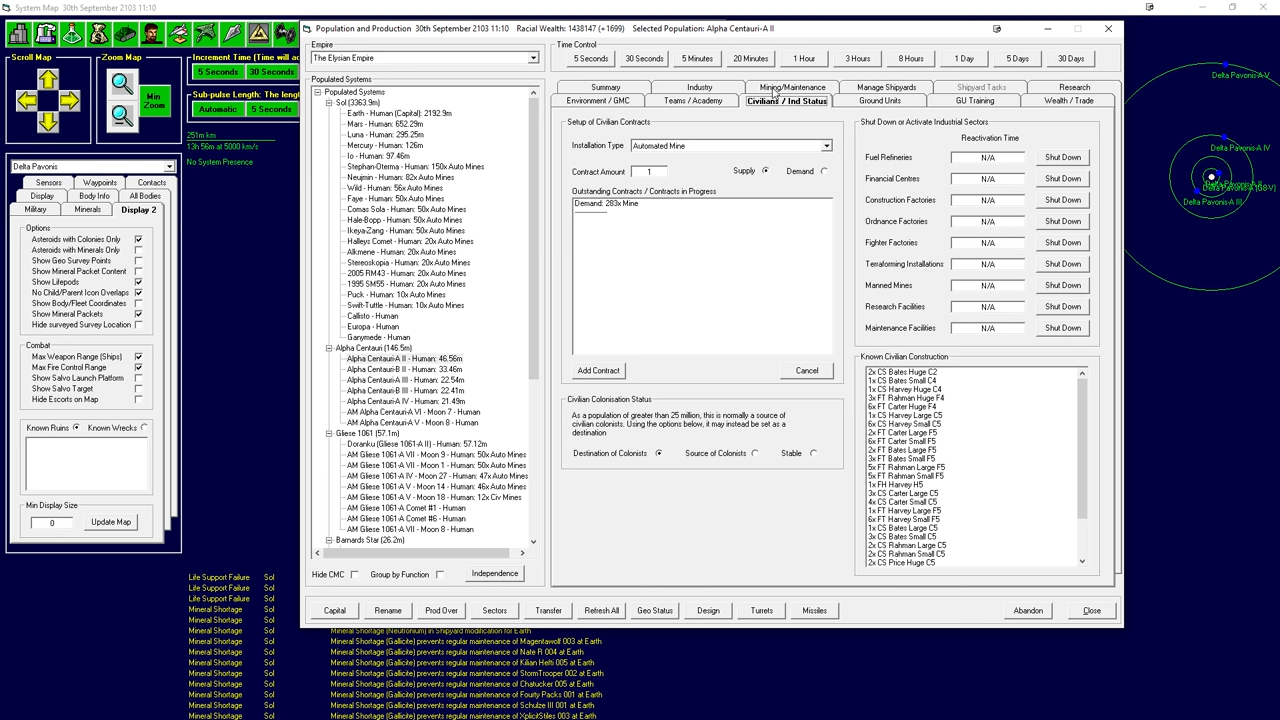 System Map  30th September 2103 11:10
Scroll Map
Zoom Map
Min Zoom
Increment Time (Time will ac
5 Seconds
30 Secon
Sub-pulse Length: The leng
Automatic
5 Seconds
251m km
13h 56m at 5000 km/s
No System Presence
Delta Pavonis
Sensors
Waypoints
Contacts
Display
Body Info
All Bodies
Military
Minerals
Display 2
Options
Asteroids with Colonies Only
Asteroids with Minerals Only
Show Geo Survey Points
Show Mineral Packet Content
Show Lifepods
No Child/Parent Icon Overlaps
Show Body/Fleet Coordinates
Show Mineral Packets
Hide surveyed Survey Location
Combat
Max Weapon Range (Ships)
Max Fire Control Range
Show Salvo Launch Platform
Show Salvo Target
Hide Escorts on Map
Known Ruins
Known Wrecks
Min Display Size
0
Update Map
Population and Production  30th September 2103 11:10  Racial Wealth: 1438147 (+1699)  Selected Population: Alpha Centauri-A II
Empire
The Elysian Empire
Populated Systems
Populated Systems
Sol (3363.9m)
Earth - Human (Capital): 2192.9m
Mars - Human: 652.29m
Luna - Human: 295.25m
Mercury - Human: 126m
Io - Human: 97.46m
Stephan-Oterma - Human: 150x Auto Mines
Neujmin - Human: 82x Auto Mines
Wild - Human: 56x Auto Mines
Faye - Human: 50x Auto Mines
Comas Sola - Human: 50x Auto Mines
Hale-Bopp - Human: 50x Auto Mines
Ikeya-Zang - Human: 50x Auto Mines
Halleys Comet - Human: 20x Auto Mines
Alkmene - Human: 20x Auto Mines
Stereoskopia - Human: 20x Auto Mines
2005 RM43 - Human: 20x Auto Mines
1995 SM55 - Human: 20x Auto Mines
Puck - Human: 10x Auto Mines
Swift-Tuttle - Human: 10x Auto Mines
Callisto - Human
Europa - Human
Ganymede - Human
Alpha Centauri (146.5m)
Alpha Centauri-A II - Human: 46.56m
Alpha Centauri-B II - Human: 33.46m
Alpha Centauri-A III - Human: 22.54m
Alpha Centauri-B III - Human: 22.41m
Alpha Centauri-A IV - Human: 21.49m
AM Alpha Centauri-A VI - Moon 7 - Human
AM Alpha Centauri-A V - Moon 8 - Human
Gliese 1061 (57.1m)
Doranku (Gliese 1061-A II) - Human: 57.12m
AM Gliese 1061-A VII - Moon 9 - Human: 50x Auto Mines
AM Gliese 1061-A VII - Moon 1 - Human: 50x Auto Mines
AM Gliese 1061-A IV - Moon 27 - Human: 47x Auto Mines
AM Gliese 1061-A V - Moon 14 - Human: 46x Auto Mines
AM Gliese 1061-A V - Moon 18 - Human: 12x Civ Mines
AM Gliese 1061-A Comet #1 - Human
AM Gliese 1061-A Comet #6 - Human
AM Gliese 1061-A VII - Moon 8 - Human
Barnards Star (26.2m)
Hide CMC
Group by Function
Independence
Time Control
5 Seconds
30 Seconds
5 Minutes
20 Minutes
1 Hour
3 Hours
8 Hours
1 Day
5 Days
30 Days
Summary
Industry
Mining/Maintenance
Manage Shipyards
Shipyard Tasks
Research
Environment / GMC
Teams / Academy
Civilians / Ind Status
Ground Units
GU Training
Wealth / Trade
Setup of Civilian Contracts
Installation Type
Automated Mine
Contract Amount
1
Supply
Demand
Outstanding Contracts / Contracts in Progress
Demand: 283x Mine
Add Contract
Cancel
Civilian Colonisation Status
As a population of greater than 25 million, this is normally a source of
civilian colonists. Using the options below, it may instead be set as a
destination
Destination of Colonists
Source of Colonists
Stable
Shut Down or Activate Industrial Sectors
Reactivation Time
Fuel Refineries N/A Shut Down
Financial Centres N/A Shut Down
Construction Factories N/A Shut Down
Ordnance Factories N/A Shut Down
Fighter Factories N/A Shut Down
Terraforming Installations N/A Shut Down
Manned Mines N/A Shut Down
Research Facilities N/A Shut Down
Maintenance Facilities N/A Shut Down
Known Civilian Construction
2x CS Bates Huge C2
1x CS Bates Small C4
1x CS Harvey Huge C4
3x FT Rahman Huge F4
6x FT Carter Huge F4
1x CS Harvey Large C5
6x CS Harvey Small C5
2x FT Carter Large F5
6x FT Carter Small F5
2x FT Bates Large F5
3x FT Bates Small F5
5x FT Rahman Large F5
5x FT Rahman Small F5
1x FH Harvey H5
3x CS Carter Large C5
4x CS Carter Small C5
1x FT Harvey Large F5
6x FT Harvey Small F5
1x CS Bates Large C5
3x CS Bates Small C5
2x CS Rahman Large C5
5x CS Rahman Small C5
2x CS Price Huge C5
Capital
Rename
Prod Over
Sectors
Transfer
Refresh All
Geo Status
Design
Turrets
Missiles
Abandon
Close
Delta Pavonis-A V
Delta Pavonis-A IV
Delta Pavonis-A III
Life Support Failure Sol
Life Support Failure Sol
Life Support Failure Sol
Mineral Shortage Sol
Mineral Shortage Sol
Mineral Shortage Sol Mineral Shortage (Neutronium) in Shipyard modification for Earth
Mineral Shortage Sol Mineral Shortage (Gallicite) prevents regular maintenance of Magentawolf 003 at Earth
Mineral Shortage Sol Mineral Shortage (Gallicite) prevents regular maintenance of Nate R 004 at Earth
Mineral Shortage Sol Mineral Shortage (Gallicite) prevents regular maintenance of Kilian Hefti 005 at Earth
Mineral Shortage Sol Mineral Shortage (Gallicite) prevents regular maintenance of StormTrooper 002 at Earth
Mineral Shortage Sol Mineral Shortage (Gallicite) prevents regular maintenance of Chatucker 005 at Earth
Mineral Shortage Sol Mineral Shortage (Gallicite) prevents regular maintenance of Fourty Packs 001 at Earth
Mineral Shortage Sol Mineral Shortage (Gallicite) prevents regular maintenance of Schulze III 001 at Earth
Mineral Shortage Sol Mineral Shortage (Gallicite) prevents regular maintenance of XplicitStiles 003 at Earth